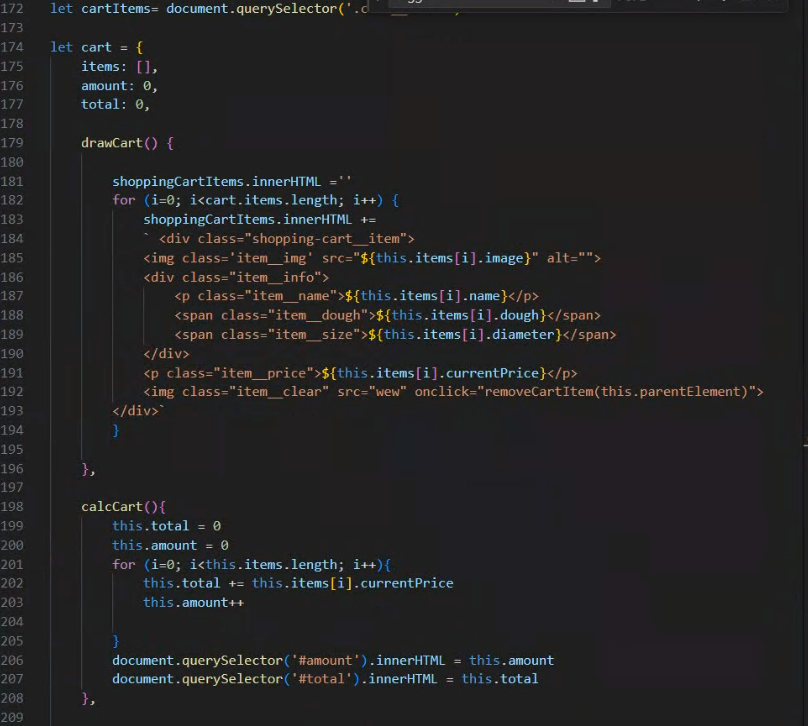 172 let cartItems= document.querySelector('.c
173
174 let cart = {
175 items: [],
176 amount: 0,
177 total: 0,
178
179 drawCart() {
180
181 shoppingCartItems.innerHTML =''
182 for (i=0; i<cart.items.length; i++) {
183 shoppingCartItems.innerHTML +=
184 ` <div class="shopping-cart__item">
185 <img class='item__img' src="${this.items[i].image}" alt="">
186 <div class="item__info">
187 <p class="item__name">${this.items[i].name}</p>
188 <span class="item__dough">${this.items[i].dough}</span>
189 <span class="item__size">${this.items[i].diameter}</span>
190 </div>
191 <p class="item__price">${this.items[i].currentPrice}</p>
192 <img class="item__clear" src="wew" onclick="removeCartItem(this.parentElement)">
193 </div>`
194 }
195
196 },
197
198 calcCart(){
199 this.total = 0
200 this.amount = 0
201 for (i=0; i<this.items.length; i++){
202 this.total += this.items[i].currentPrice
203 this.amount++
204
205 }
206 document.querySelector('#amount').innerHTML = this.amount
207 document.querySelector('#total').innerHTML = this.total
208 },
209